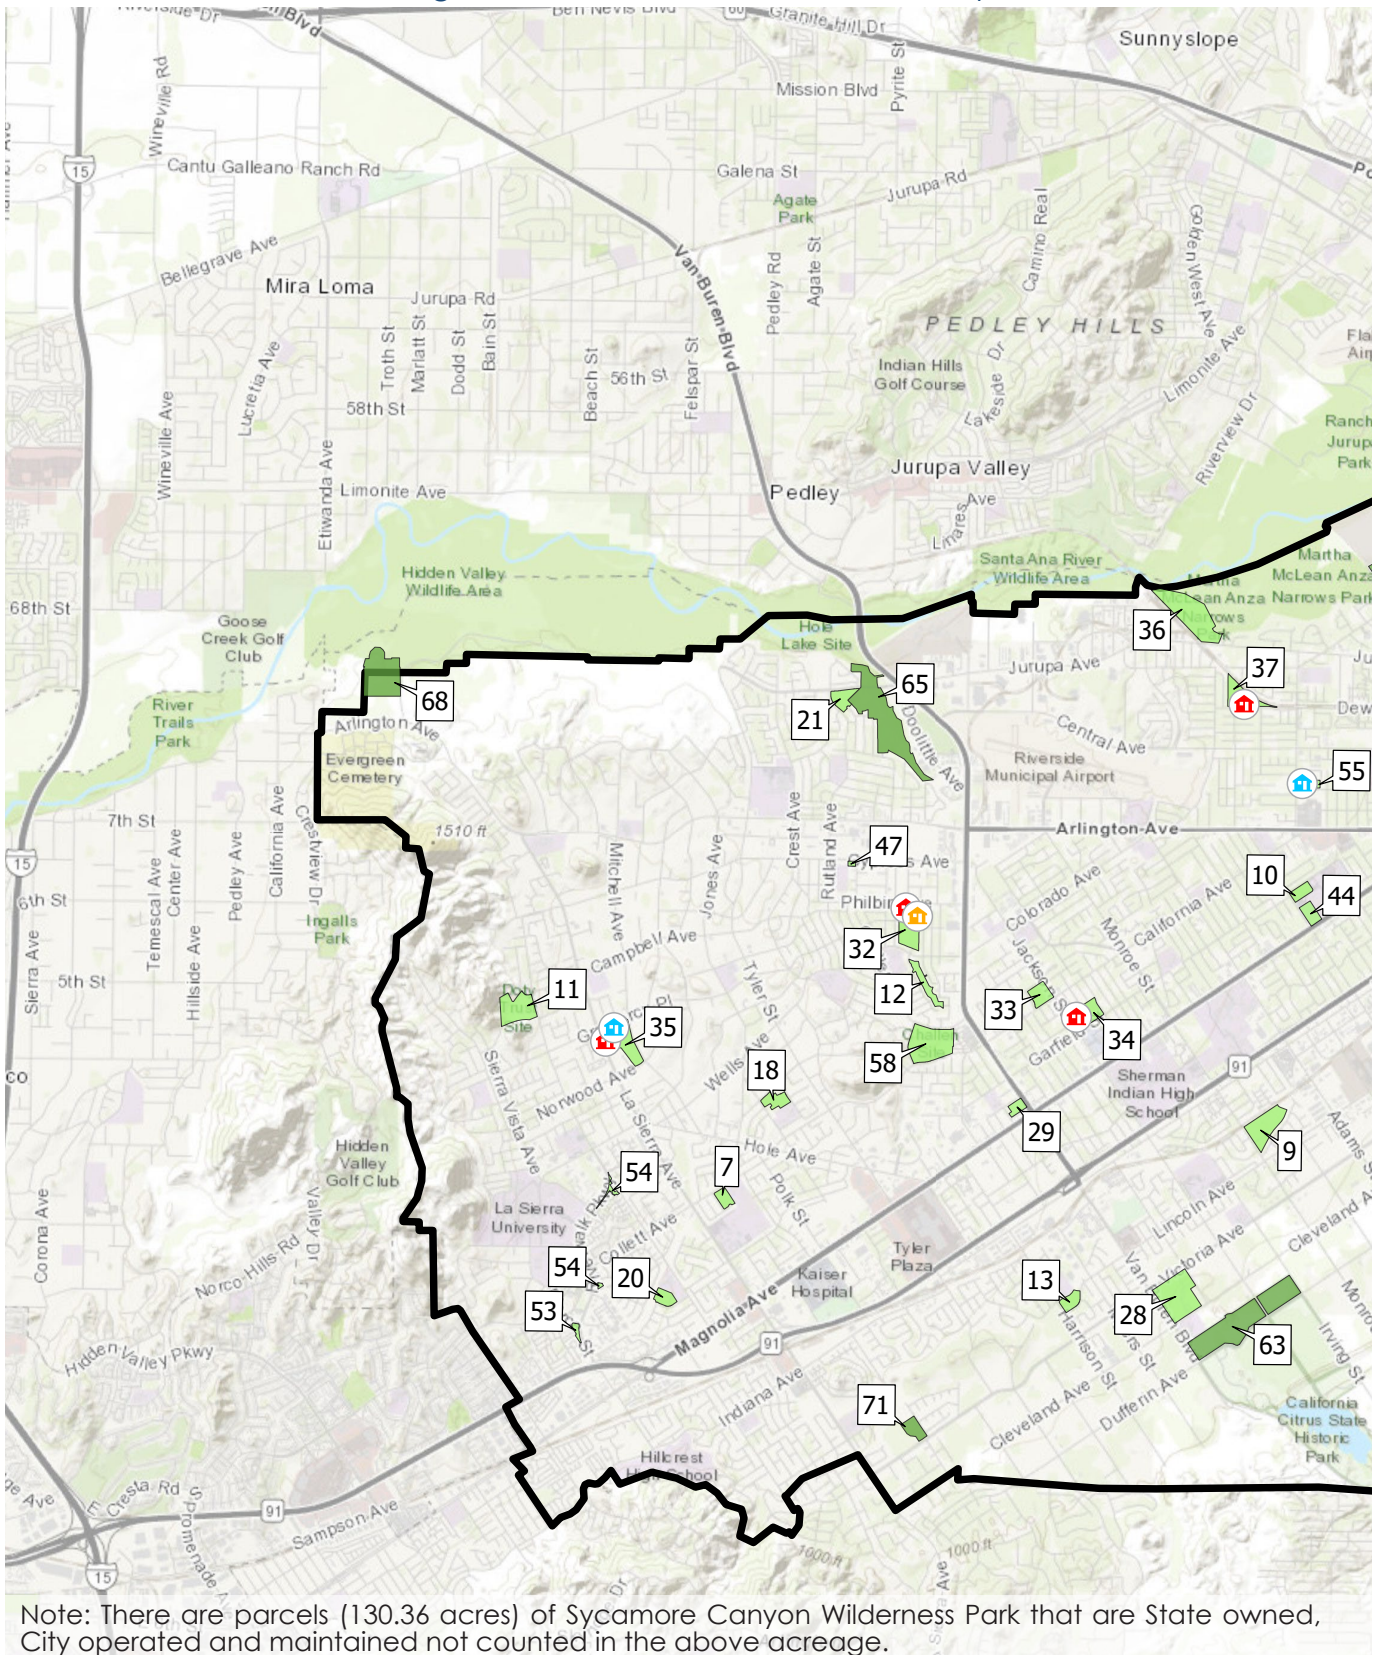 Riverside Dr
Blvd
Ben Nevis Blvd
60
Granite Hill Dr
Sunnyslope
Wineville Rd
Mission Blvd
Pyrite St
15
Cantu Galleano Ranch Rd
Galena St
Jurupa Rd
Agate
Park
Camino Real
Golden West Ave
Bellegrave Ave
Van Buren Blvd
Pedley Rd
Agate St
Mira Loma
Jurupa Rd
PEDLEY HILLS
Troth St
Marlatt St
Dodd St
Bain St
Lucretia Ave
Beach St
56th St
Felspar St
Indian Hills
Golf Course
Lakeside Dr
Limonite Ave
58th St
Riverview Dr
Wineville Ave
Etiwanda Ave
Jurupa Valley
Limonite Ave
Pedley
Ave
Linares
Hidden Valley
Wildlife Area
Santa Ana River
Wildlife Area
Martha
McLean Anza
Narrows Park
68th St
Goose
Creek Golf
Club
Hole
Lake Site
36
Jurupa Ave
37
68
65
21
River
Trails
Park
Arlington Ave
Doolittle Ave
Central Ave
Evergreen
Cemetery
Riverside
Municipal Airport
55
7th St
1510 ft
Arlington Ave
Crestview Dr
California Ave
Pedley Ave
Center Ave
Temescal Ave
Mitchell Ave
Jones Ave
Crest Ave
Rutland Ave
47
15
6th St
10
44
Colorado Ave
California Ave
Monroe St
Ingalls
Park
Campbell Ave
32
Sierra Ave
5th St
Hillside Ave
Tyler St
12
11
35
33
34
58
18
Wells Ave
Norwood Ave
Sierra Vista Ave
La Sierra Ave
91
Sherman
Indian High
School
29
9
Hidden
Valley
Golf Club
Hole Ave
54
7
Polk St
La Sierra
University
Corona Ave
Valley Dr
Norco Hills Rd
Collett Ave
Lincoln Ave
Victoria Ave
Cleveland A
Tyler
Plaza
Kaiser
Hospital
54
20
13
28
63
53
Magnolia Ave
Harrison St
Irving St
Hidden Valley Pkwy
91
Indiana Ave
71
Cleveland Ave
Dufferin Ave
California
Citrus State
Historic
Park
Hillcrest
High School
91
Sampson Ave
15
1000 ft
1000 ft
Note: There are parcels (130.36 acres) of Sycamore Canyon Wilderness Park that are State owned,
City operated and maintained not counted in the above acreage.